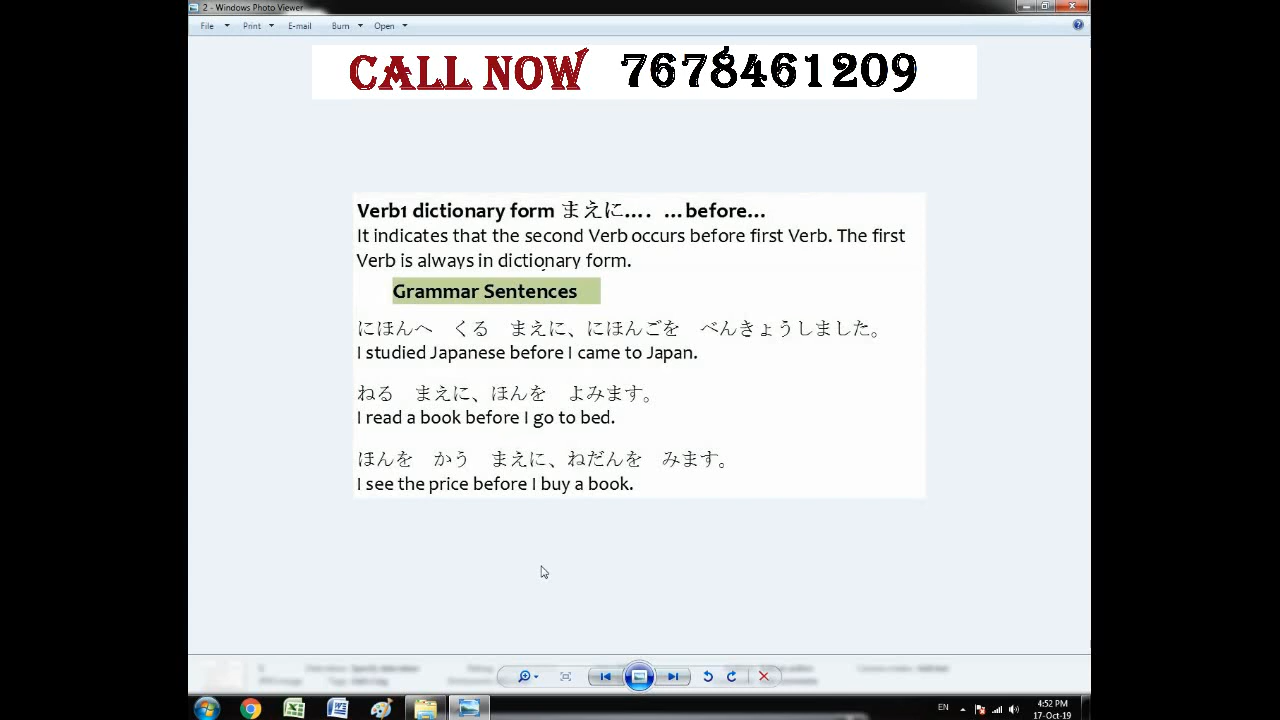 2 - Windows Photo Viewer
File Print E-mail Burn Open
CALL NOW 7678461209
Verb1 dictionary form まえに…. …before…
It indicates that the second Verb occurs before first Verb. The first
Verb is always in dictionary form.
Grammar Sentences
にほんへ　くる　まえに、にほんごを　べんきょうしました。
I studied Japanese before I came to Japan.
ねる　まえに、ほんを　よみます。
I read a book before I go to bed.
ほんを　かう　まえに、ねだんを　みます。
I see the price before I buy a book.
EN 4:52 PM
17-Oct-19